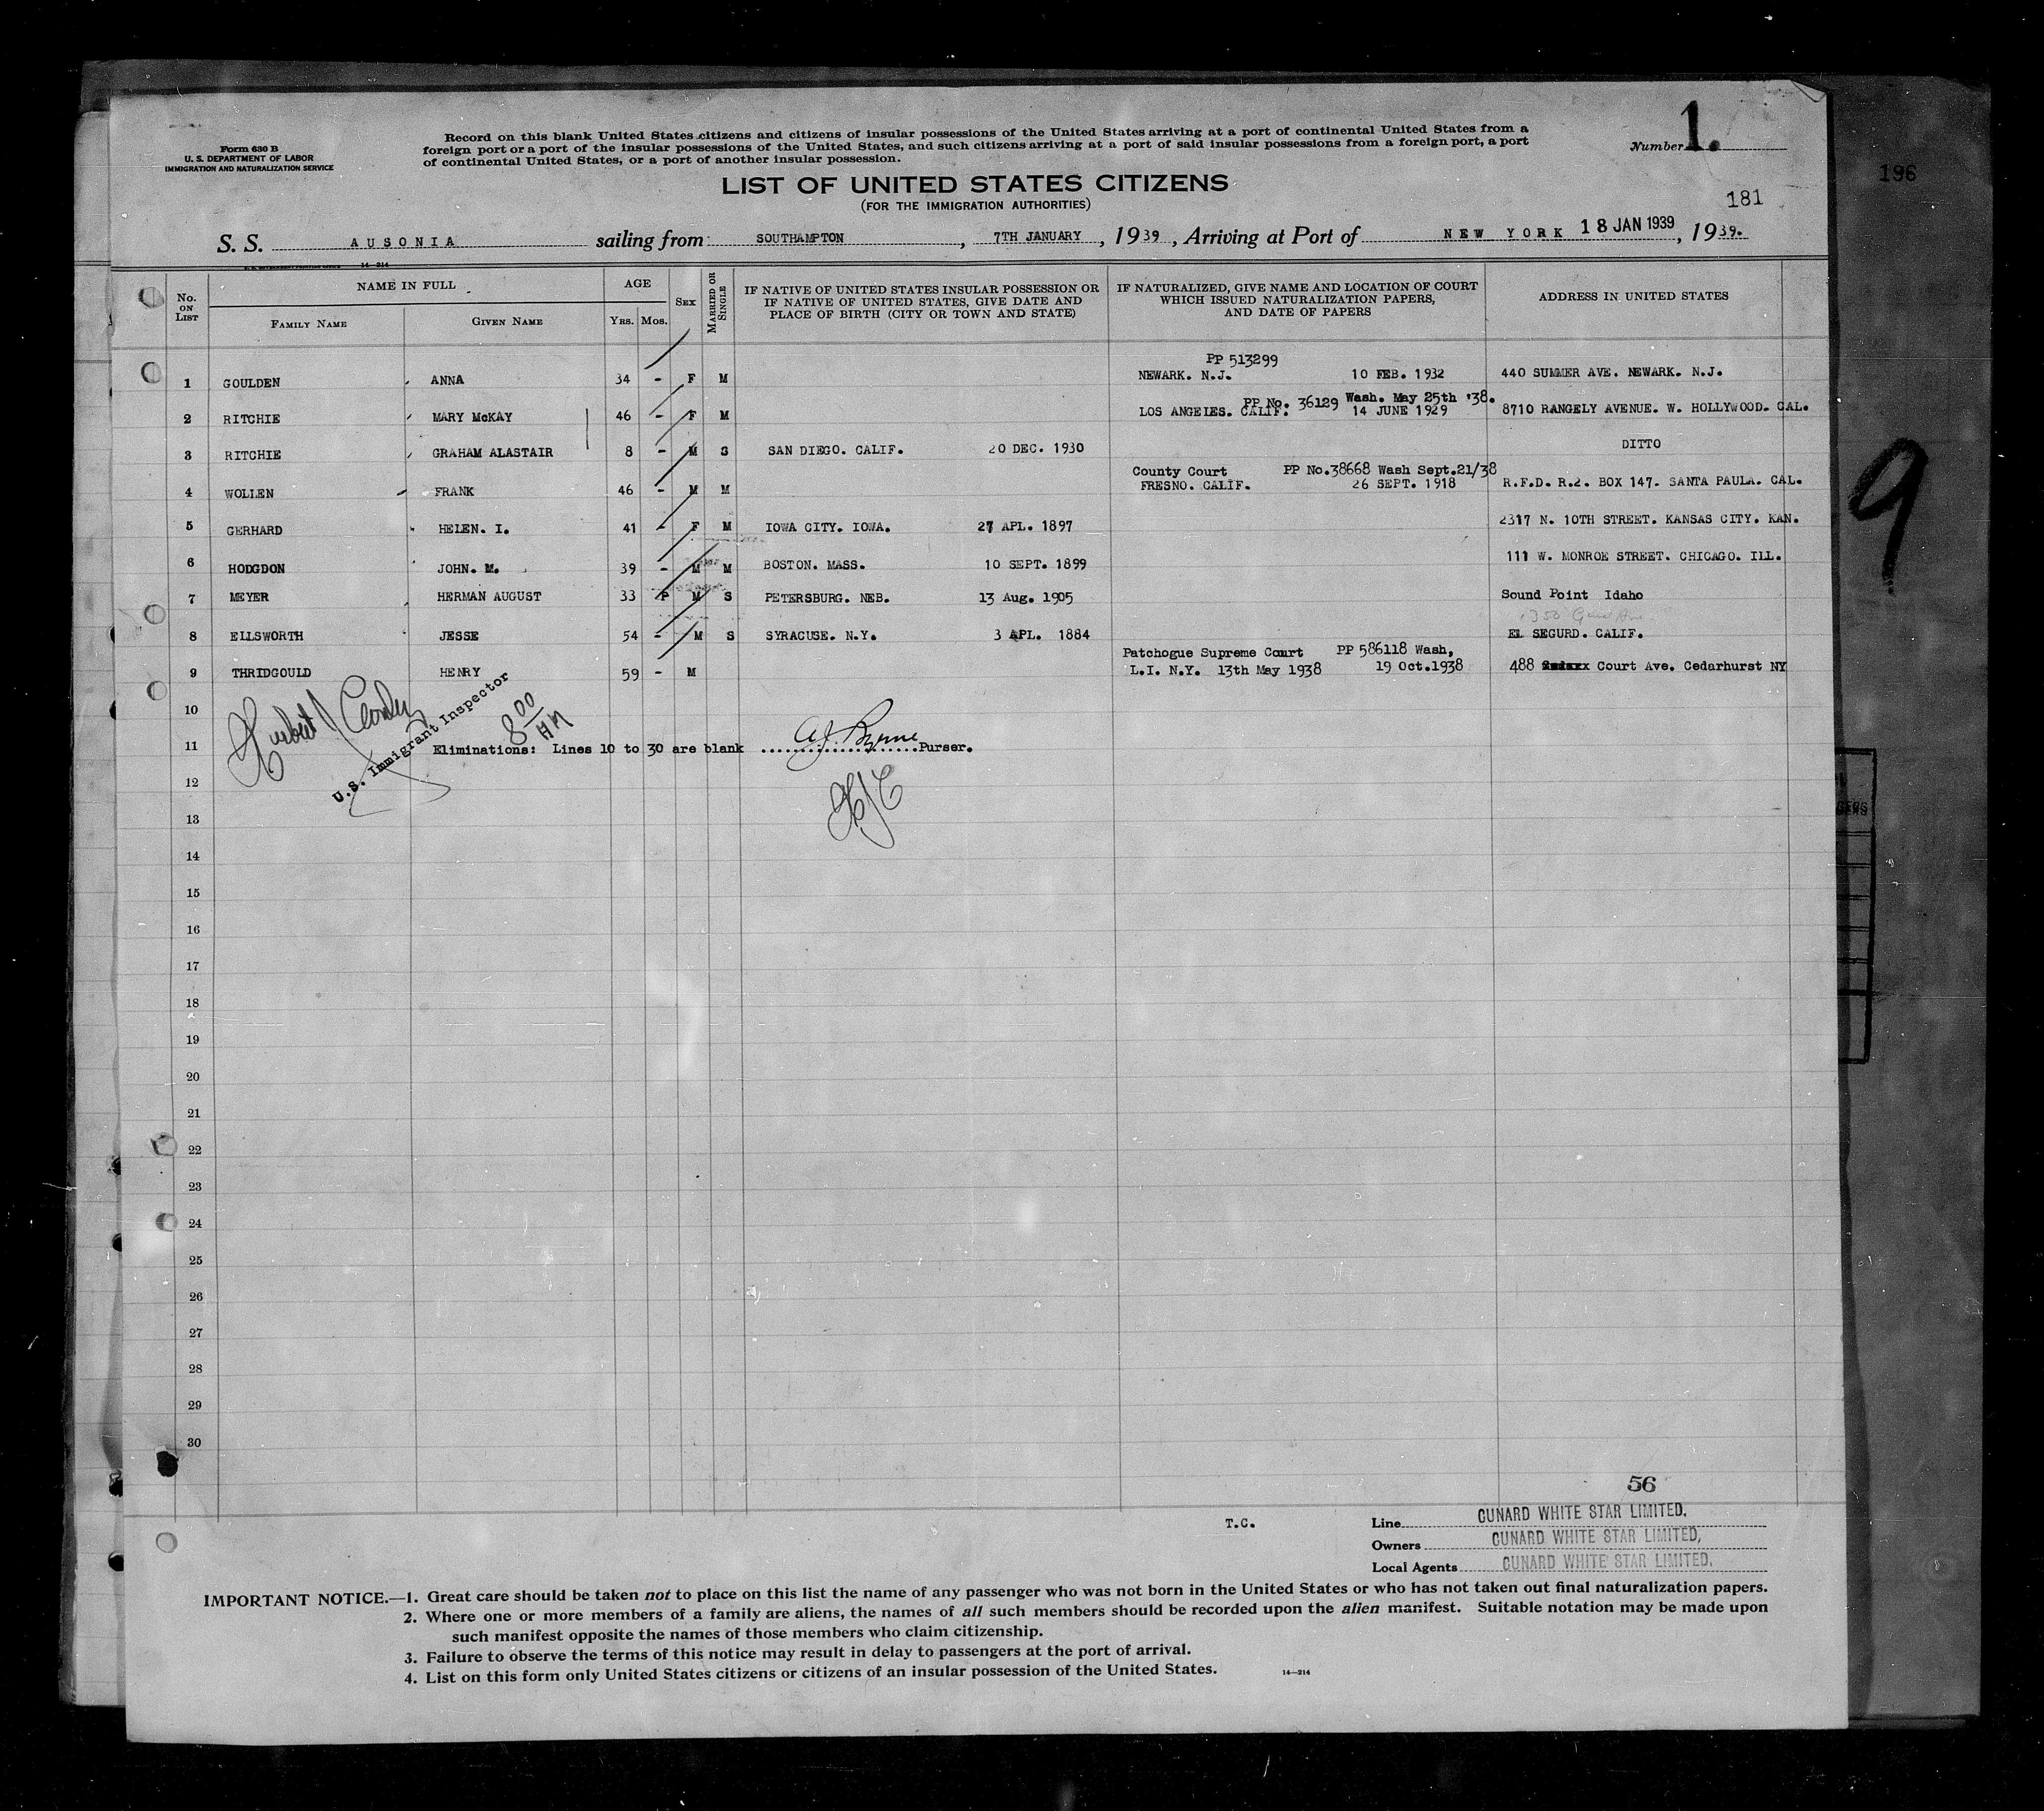 Form 630 B
U. S. DEPARTMENT OF LABOR
IMMIGRATION AND NATURALIZATION SERVICE
Record on this blank United States citizens and citizens of insular possessions of the United States arriving at a port of continental United States from a
foreign port or a port of the insular possessions of the United States, and such citizens arriving at a port of said insular possessions from a foreign port, a port
of continental United States, or a port of another insular possession.
Number 1.
196
LIST OF UNITED STATES CITIZENS
(FOR THE IMMIGRATION AUTHORITIES)
181
S. S. AUSONIA sailing from SOUTHAMPTON, 7TH JANUARY, 1939, Arriving at Port of NEW YORK 18 JAN 1939, 1939.
14—214
No. ON LIST
NAME IN FULL
FAMILY NAME GIVEN NAME
AGE
YRS. MOS.
SEX
MARRIED OR SINGLE
IF NATIVE OF UNITED STATES INSULAR POSSESSION OR
IF NATIVE OF UNITED STATES, GIVE DATE AND
PLACE OF BIRTH (CITY OR TOWN AND STATE)
IF NATURALIZED, GIVE NAME AND LOCATION OF COURT
WHICH ISSUED NATURALIZATION PAPERS,
AND DATE OF PAPERS
ADDRESS IN UNITED STATES
PP 513299
1 GOULDEN ANNA 34 - F M NEWARK. N.J. 10 FEB. 1932 440 SUMMER AVE. NEWARK. N.J.
PP No. 36129 Wash. May 25th '38.
2 RITCHIE MARY McKAY 46 - F M LOS ANGELES. CALIF. 14 JUNE 1929 8710 RANGELY AVENUE. W. HOLLYWOOD. CAL.
3 RITCHIE GRAHAM ALASTAIR 8 - M S SAN DIEGO. CALIF. 20 DEC. 1930 DITTO
County Court PP No.38668 Wash Sept.21/38
4 WOLLEN FRANK 46 - M M FRESNO. CALIF. 26 SEPT. 1918 R.F.D. R.2. BOX 147. SANTA PAULA. CAL.
5 GERHARD HELEN. I. 41 - F M IOWA CITY. IOWA. 27 APL. 1897 2317 N. 10TH STREET. KANSAS CITY. KAN.
6 HODGDON JOHN. M. 39 - M M BOSTON. MASS. 10 SEPT. 1899 111 W. MONROE STREET. CHICAGO. ILL.
7 MEYER HERMAN AUGUST 33 P M S PETERSBURG. NEB. 13 Aug. 1905 Sound Point Idaho
8 ELLSWORTH JESSE 54 - M S SYRACUSE. N.Y. 3 APL. 1884 EL SEGURD. CALIF.
Patchogue Supreme Court PP 586118 Wash,
9 THRIDGOULD HENRY 59 - M L.I. N.Y. 13th May 1938 19 Oct.1938 488 Court Ave. Cedarhurst NY
9
10
U.S. Immigrant Inspector
8 00 AM
11 Eliminations: Lines 10 to 30 are blank A J Byrne Purser.
12
HJC
13
14
15
16
17
18
19
20
21
22
23
24
25
26
27
28
29
30
56
T.C.
Line CUNARD WHITE STAR LIMITED.
Owners CUNARD WHITE STAR LIMITED,
Local Agents CUNARD WHITE STAR LIMITED.
IMPORTANT NOTICE.—1. Great care should be taken not to place on this list the name of any passenger who was not born in the United States or who has not taken out final naturalization papers.
2. Where one or more members of a family are aliens, the names of all such members should be recorded upon the alien manifest. Suitable notation may be made upon
such manifest opposite the names of those members who claim citizenship.
3. Failure to observe the terms of this notice may result in delay to passengers at the port of arrival.
4. List on this form only United States citizens or citizens of an insular possession of the United States.
14—214